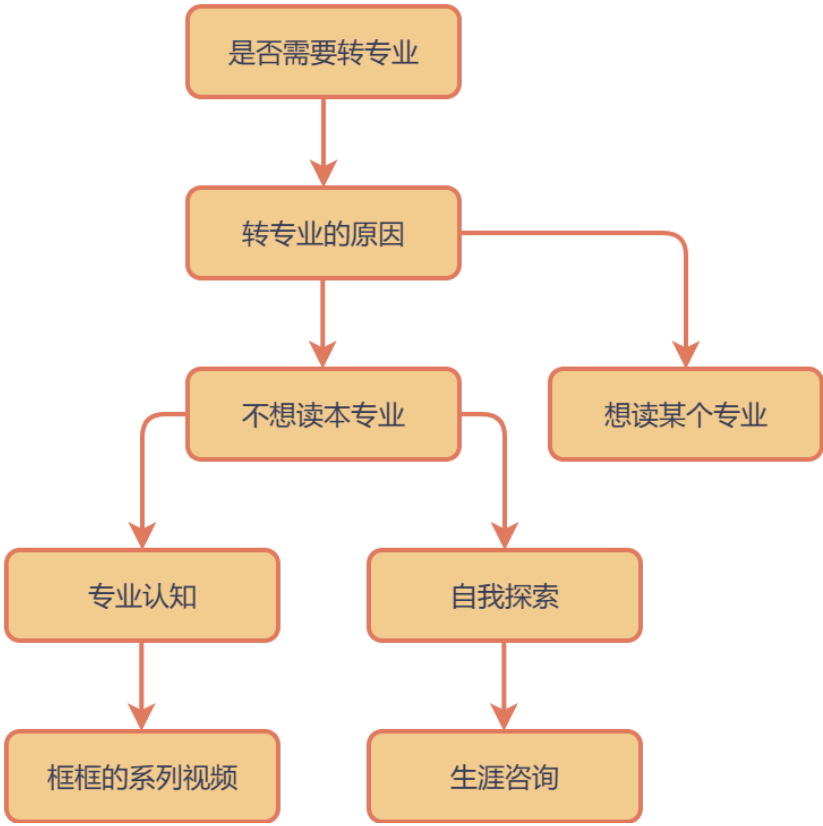 是否需要转专业
转专业的原因
不想读本专业
想读某个专业
专业认知
自我探索
框框的系列视频
生涯咨询